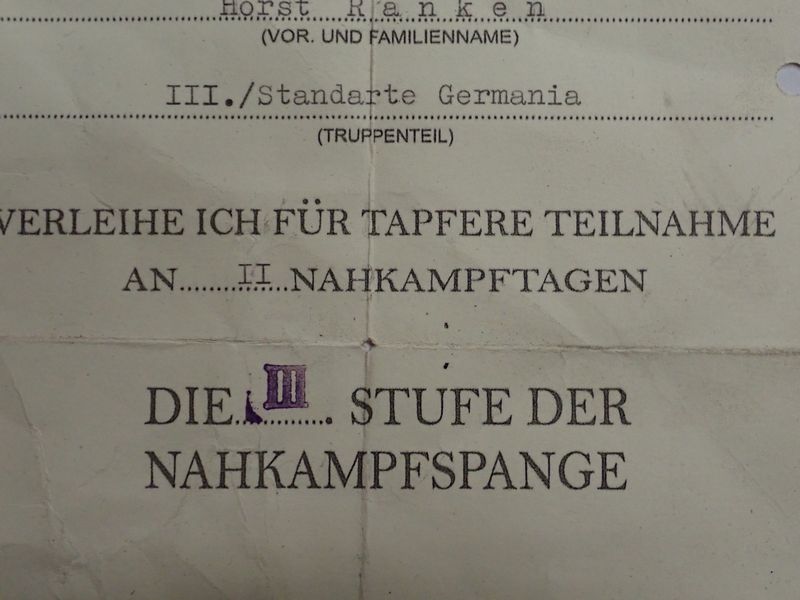 Horst Ranken
(VOR. UND FAMILIENNAME)
III./Standarte Germania
(TRUPPENTEIL)
VERLEIHE ICH FÜR TAPFERE TEILNAHME
AN........II...NAHKAMPFTAGEN
DIE...III.... STUFE DER
NAHKAMPFSPANGE